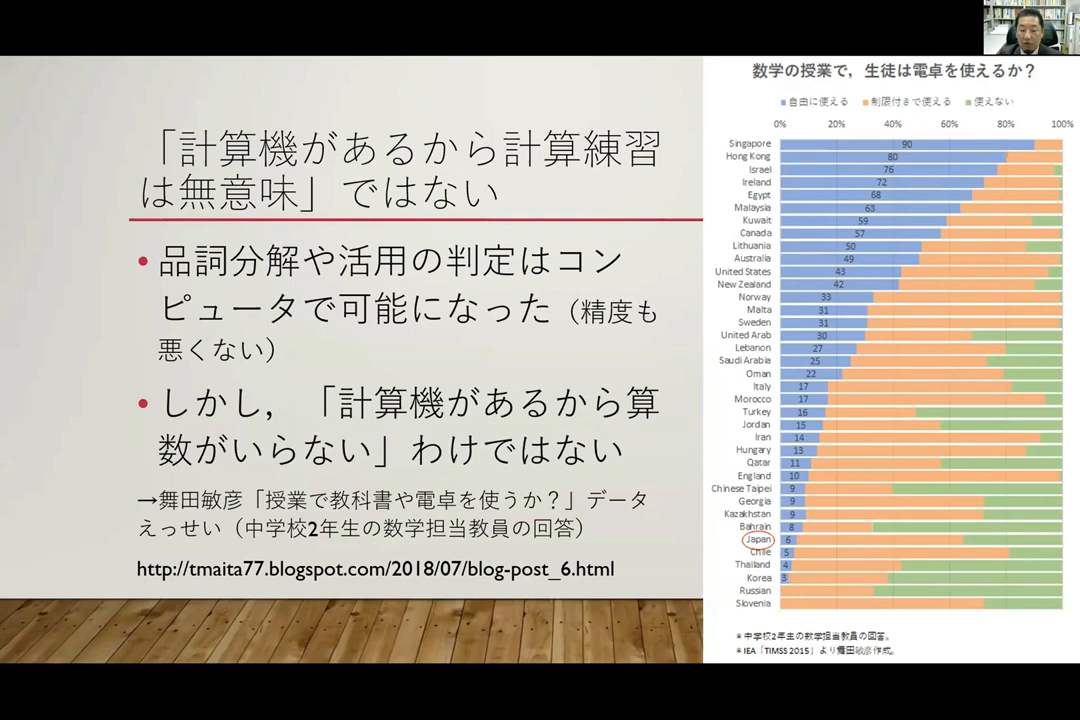 「計算機があるから計算練習
は無意味」ではない
• 品詞分解や活用の判定はコン
ピュータで可能になった（精度も
悪くない）
• しかし，「計算機があるから算
数がいらない」わけではない
→舞田敏彦「授業で教科書や電卓を使うか？」データ
えっせい（中学校2年生の数学担当教員の回答）
http://tmaita77.blogspot.com/2018/07/blog-post_6.html
数学の授業で，生徒は電卓を使えるか？
自由に使える 制限付きで使える 使えない
0% 20% 40% 60% 80% 100%
Singapore 90
Hong Kong 80
Israel 76
Ireland 72
Egypt 68
Malaysia 63
Kuwait 59
Canada 57
Lithuania 50
Australia 49
United States 43
New Zealand 42
Norway 33
Malta 31
Sweden 31
United Arab 30
Lebanon 27
Saudi Arabia 25
Oman 22
Italy 17
Morocco 17
Turkey 16
Jordan 15
Iran 14
Hungary 13
Qatar 11
England 10
Chinese Taipei 9
Georgia 9
Kazakhstan 9
Bahrain 8
Japan 6
Chile 5
Thailand 4
Korea 3
Russian
Slovenia
＊中学校2年生の数学担当教員の回答。
＊IEA「TIMSS 2015」より舞田敏彦作成。